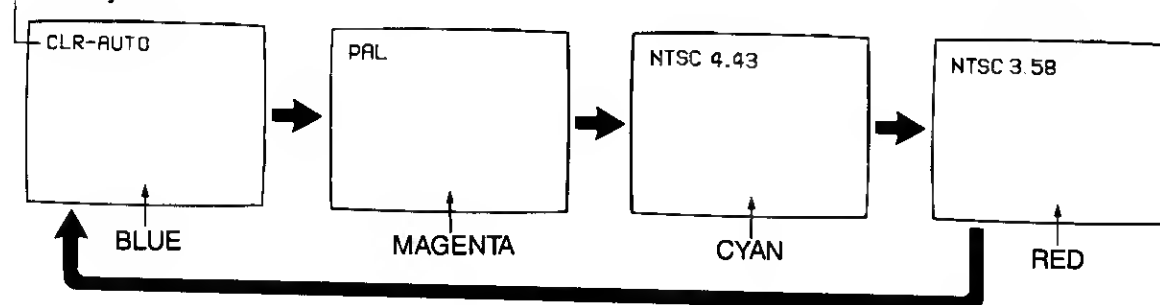 CLR-AUTO
PAL
NTSC 4.43
NTSC 3.58
BLUE
MAGENTA
CYAN
RED